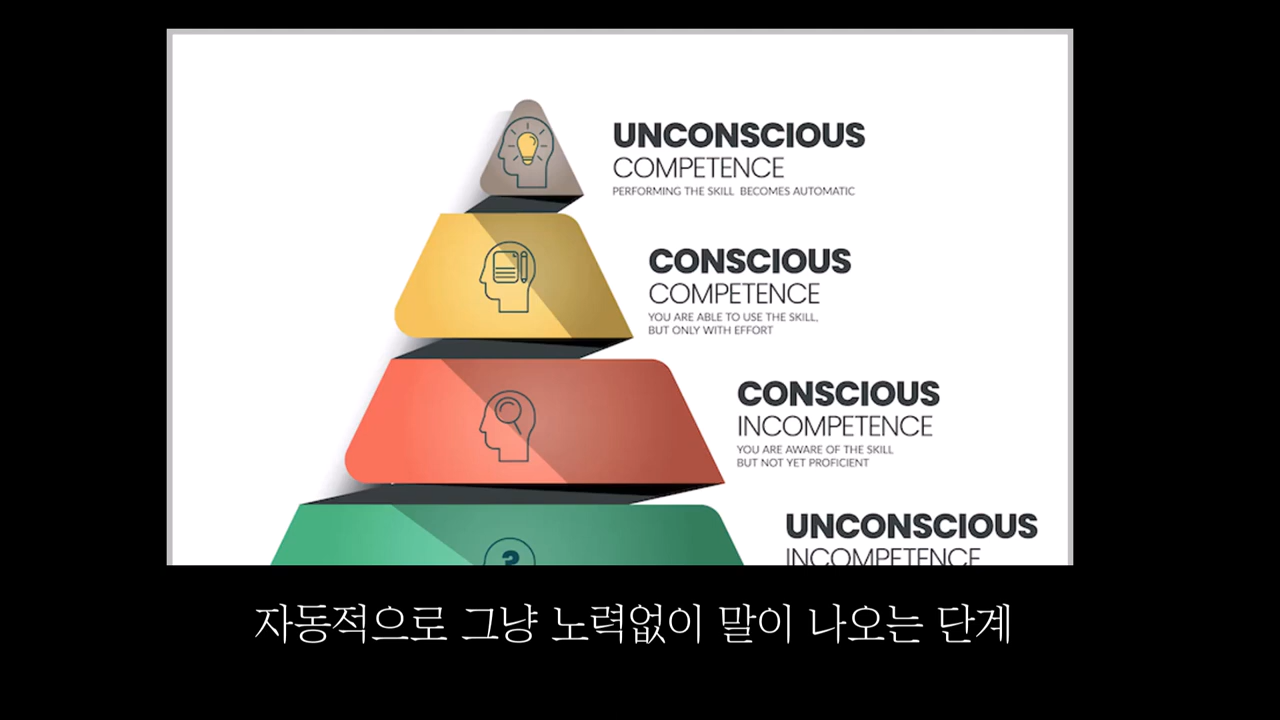 UNCONSCIOUS
COMPETENCE
PERFORMING THE SKILL BECOMES AUTOMATIC
CONSCIOUS
COMPETENCE
YOU ARE ABLE TO USE THE SKILL,
BUT ONLY WITH EFFORT
CONSCIOUS
INCOMPETENCE
YOU ARE AWARE OF THE SKILL
BUT NOT YET PROFICIENT
UNCONSCIOUS
INCOMPETENCE
?
자동적으로 그냥 노력없이 말이 나오는 단계